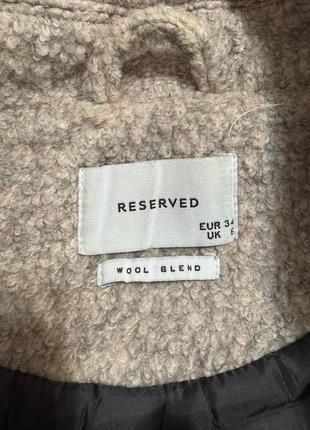 RESERVED
EUR 34
UK 6
WOOL BLEND